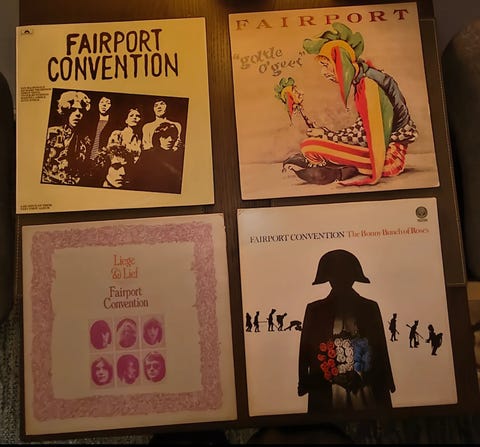 FAIRPORT
CONVENTION
FAIRPORT
"gottle
o'geer"
Liege
& Lief
Fairport
Convention
FAIRPORT CONVENTION The Bonny Bunch of Roses